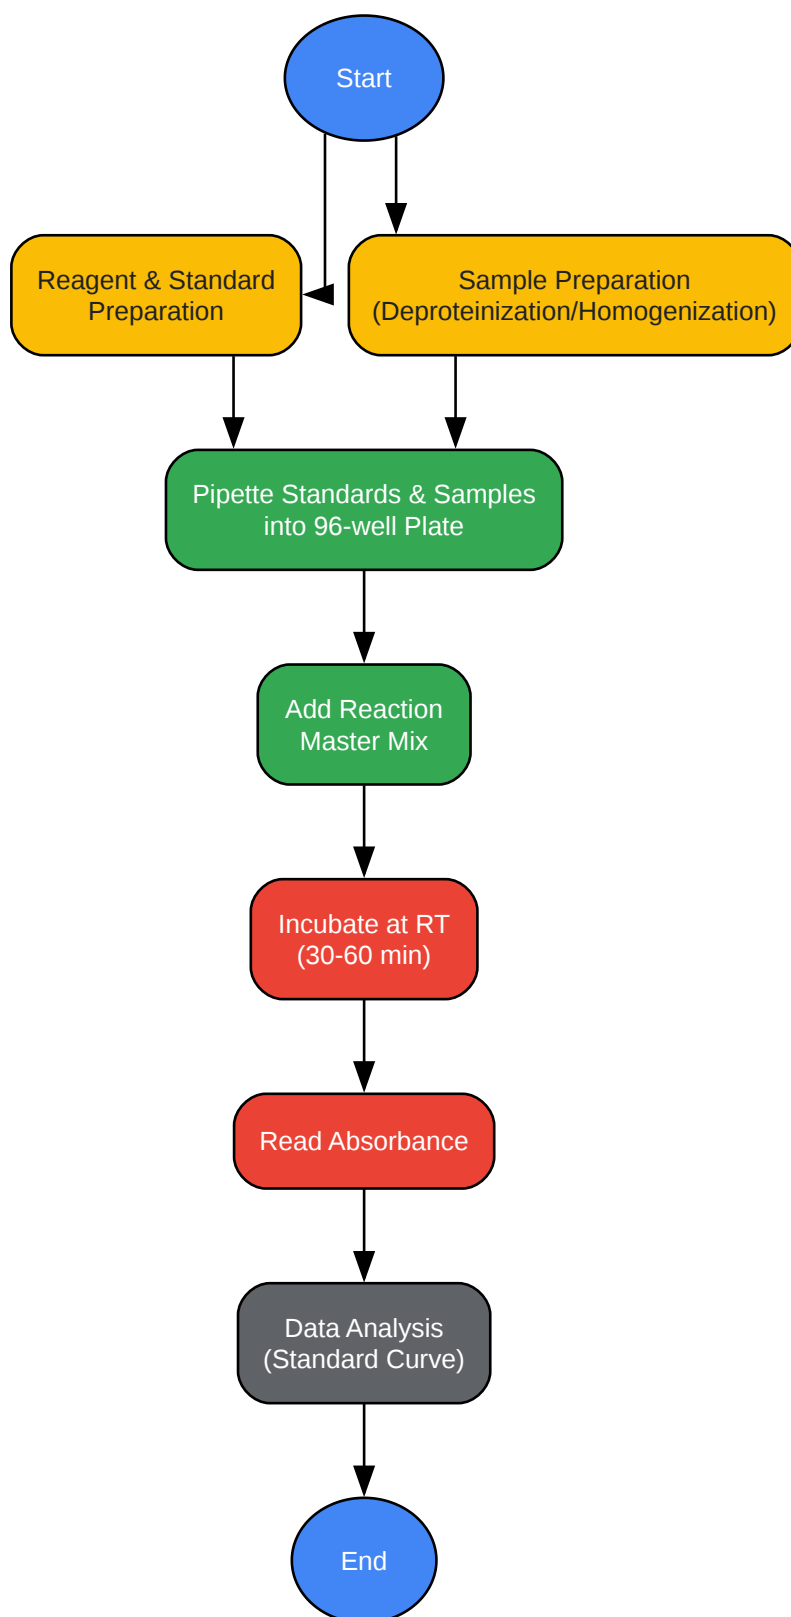 Start
Reagent & Standard
Preparation
Sample Preparation
(Deproteinization/Homogenization)
Pipette Standards & Samples
into 96-well Plate
Add Reaction
Master Mix
Incubate at RT
(30-60 min)
Read Absorbance
Data Analysis
(Standard Curve)
End